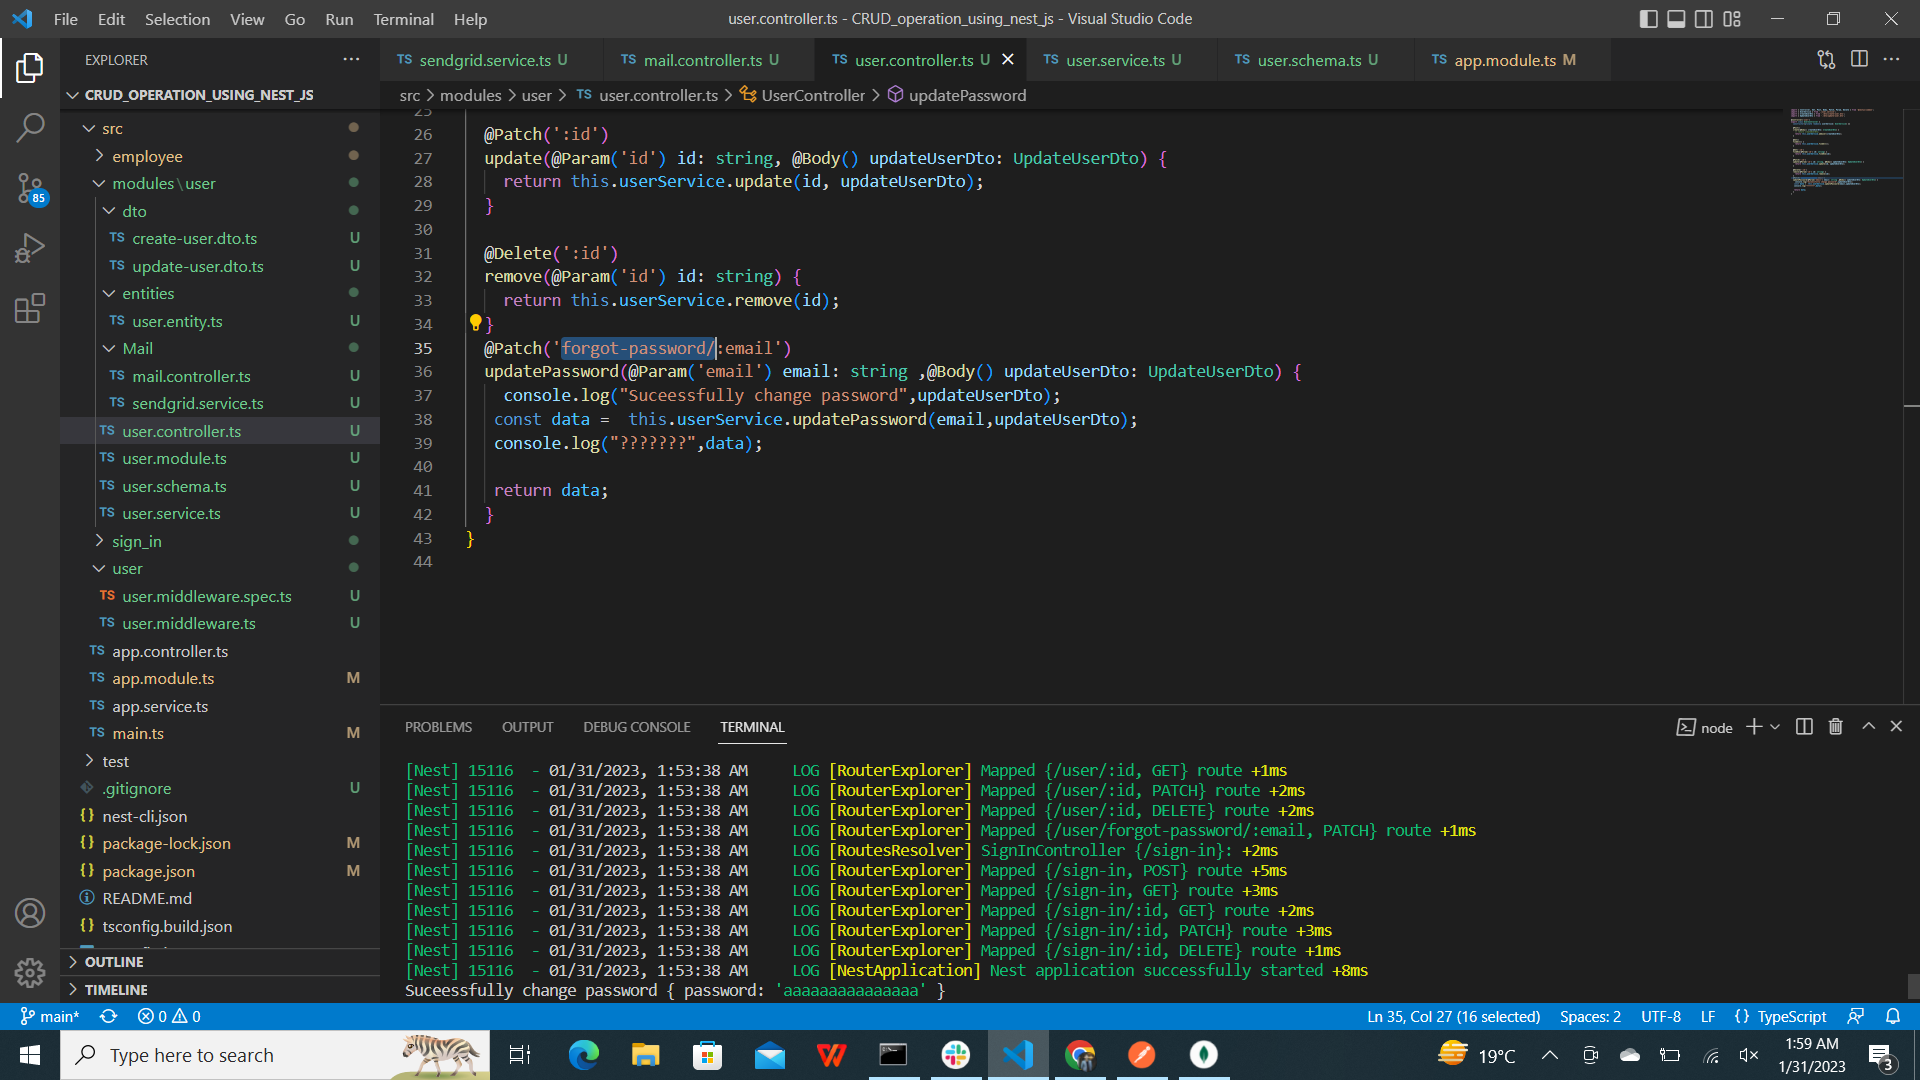 File Edit Selection View Go Run Terminal Help
user.controller.ts - CRUD_operation_using_nest_js - Visual Studio Code
EXPLORER
CRUD_OPERATION_USING_NEST_JS
src
employee
modules\user
dto
TS create-user.dto.ts U
TS update-user.dto.ts U
entities
TS user.entity.ts U
Mail
TS mail.controller.ts U
TS sendgrid.service.ts U
TS user.controller.ts U
TS user.module.ts U
TS user.schema.ts U
TS user.service.ts U
sign_in
user
TS user.middleware.spec.ts U
TS user.middleware.ts U
TS app.controller.ts
TS app.module.ts M
TS app.service.ts
TS main.ts M
test
.gitignore U
{} nest-cli.json
{} package-lock.json M
{} package.json M
README.md
{} tsconfig.build.json
OUTLINE
TIMELINE
85
TS sendgrid.service.ts U TS mail.controller.ts U TS user.controller.ts U TS user.service.ts U TS user.schema.ts U TS app.module.ts M
src > modules > user > TS user.controller.ts > UserController > updatePassword
25
26 @Patch(':id')
27 update(@Param('id') id: string, @Body() updateUserDto: UpdateUserDto) {
28 return this.userService.update(id, updateUserDto);
29 }
30
31 @Delete(':id')
32 remove(@Param('id') id: string) {
33 return this.userService.remove(id);
34 }
35 @Patch('forgot-password/:email')
36 updatePassword(@Param('email') email: string ,@Body() updateUserDto: UpdateUserDto) {
37 console.log("Suceessfully change password",updateUserDto);
38 const data =  this.userService.updatePassword(email,updateUserDto);
39 console.log("???????",data);
40
41 return data;
42 }
43 }
44
PROBLEMS OUTPUT DEBUG CONSOLE TERMINAL
node
[Nest] 15116  - 01/31/2023, 1:53:38 AM     LOG [RouterExplorer] Mapped {/user/:id, GET} route +1ms
[Nest] 15116  - 01/31/2023, 1:53:38 AM     LOG [RouterExplorer] Mapped {/user/:id, PATCH} route +2ms
[Nest] 15116  - 01/31/2023, 1:53:38 AM     LOG [RouterExplorer] Mapped {/user/:id, DELETE} route +2ms
[Nest] 15116  - 01/31/2023, 1:53:38 AM     LOG [RouterExplorer] Mapped {/user/forgot-password/:email, PATCH} route +1ms
[Nest] 15116  - 01/31/2023, 1:53:38 AM     LOG [RoutesResolver] SignInController {/sign-in}: +2ms
[Nest] 15116  - 01/31/2023, 1:53:38 AM     LOG [RouterExplorer] Mapped {/sign-in, POST} route +5ms
[Nest] 15116  - 01/31/2023, 1:53:38 AM     LOG [RouterExplorer] Mapped {/sign-in, GET} route +3ms
[Nest] 15116  - 01/31/2023, 1:53:38 AM     LOG [RouterExplorer] Mapped {/sign-in/:id, GET} route +2ms
[Nest] 15116  - 01/31/2023, 1:53:38 AM     LOG [RouterExplorer] Mapped {/sign-in/:id, PATCH} route +3ms
[Nest] 15116  - 01/31/2023, 1:53:38 AM     LOG [RouterExplorer] Mapped {/sign-in/:id, DELETE} route +1ms
[Nest] 15116  - 01/31/2023, 1:53:38 AM     LOG [NestApplication] Nest application successfully started +8ms
Suceessfully change password { password: 'aaaaaaaaaaaaaaa' }
main* 0 0 Ln 35, Col 27 (16 selected) Spaces: 2 UTF-8 LF {} TypeScript
Type here to search
19°C
1:59 AM
1/31/2023
3